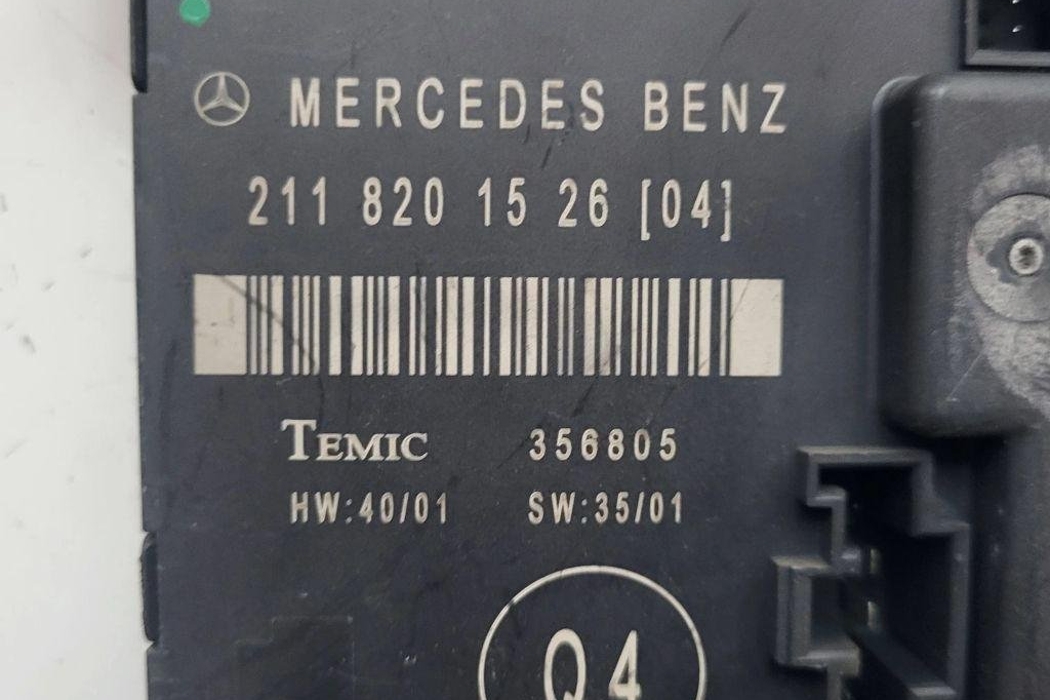 MERCEDES BENZ
211 820 15 26 [04]
TEMIC 356805
HW:40/01 SW:35/01
Q4